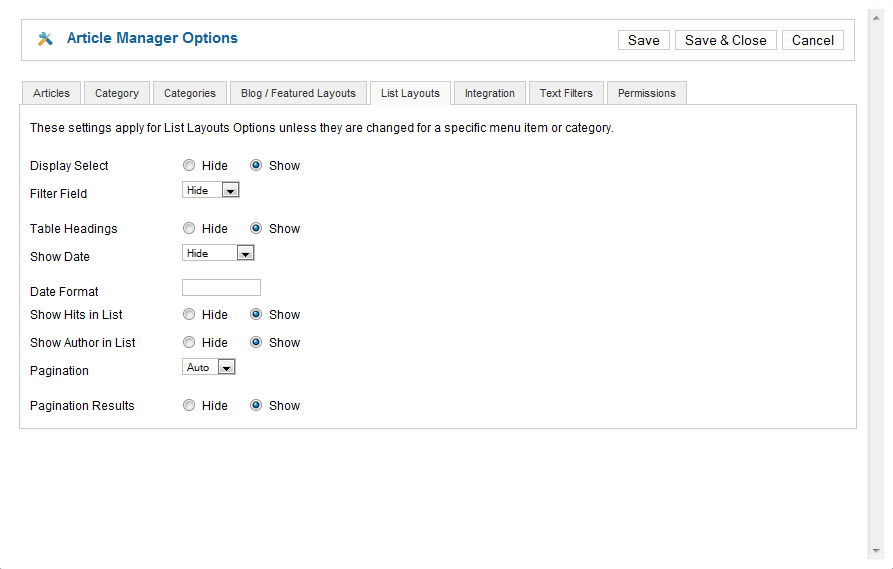 Article Manager Options
Save Save & Close Cancel
Articles Category Categories Blog / Featured Layouts List Layouts Integration Text Filters Permissions
These settings apply for List Layouts Options unless they are changed for a specific menu item or category.
Display Select Hide Show
Filter Field Hide
Table Headings Hide Show
Show Date Hide
Date Format
Show Hits in List Hide Show
Show Author in List Hide Show
Pagination Auto
Pagination Results Hide Show